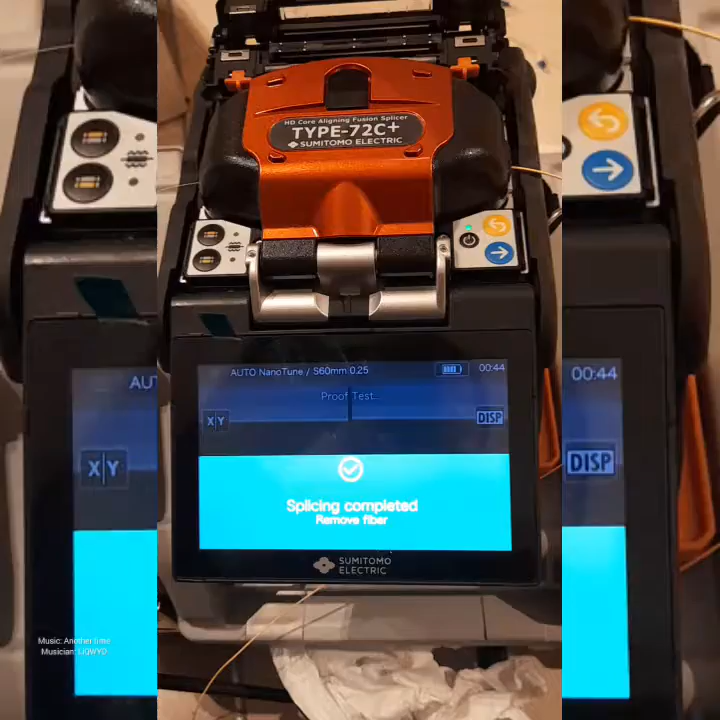 HD Core Aligning Fusion Splicer
TYPE-72C+
SUMITOMO ELECTRIC
AUTO NanoTune / S60mm 0.25
00:44
Proof Test...
X|Y
DISP
Splicing completed
Remove fiber
SUMITOMO
ELECTRIC
AUT
X|Y
00:44
DISP
Music: Another time
Musician: LiQWYD